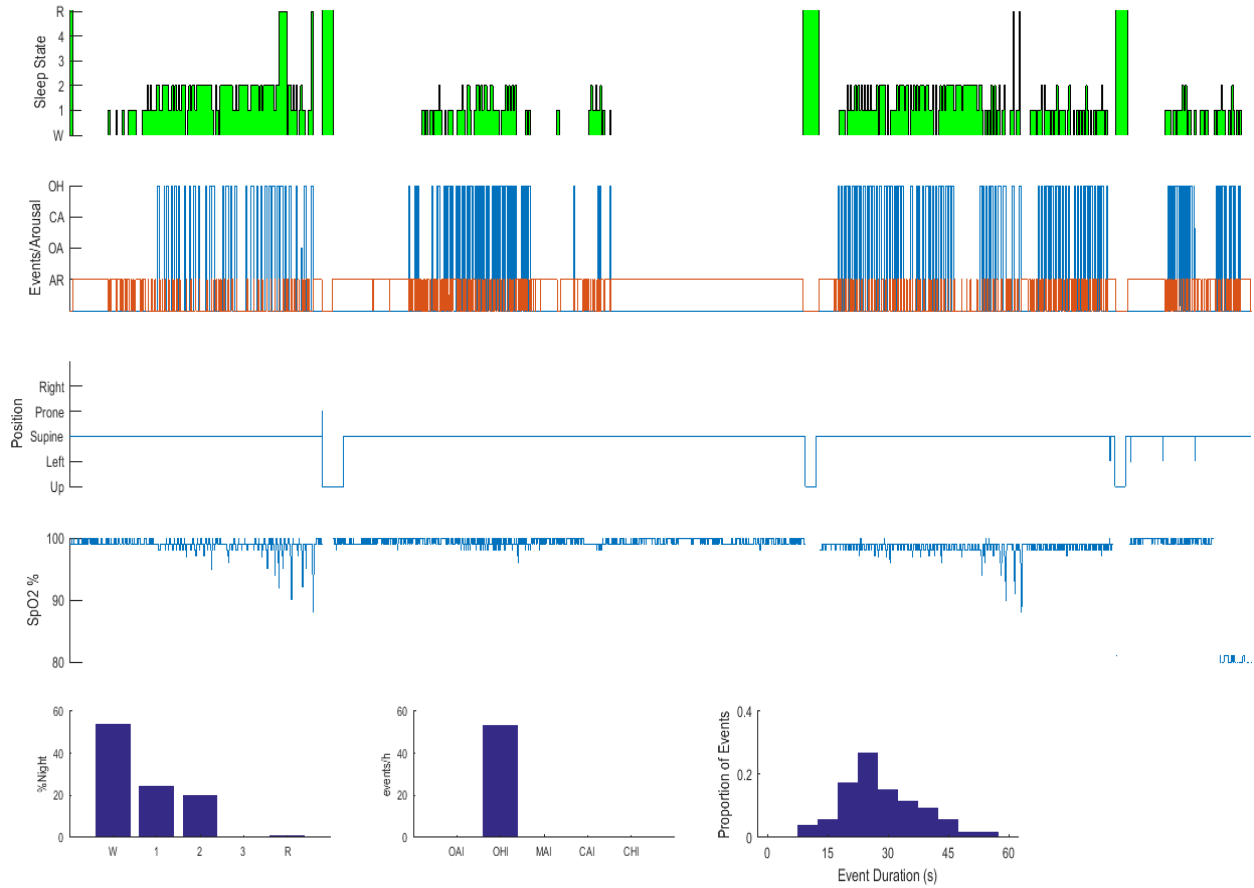 Sleep State
R
4
3
2
1
W
Events/Arousal
OH
CA
OA
AR
Position
Right
Prone
Supine
Left
Up
SpO2 %
100
90
80
%Night
60
40
20
0
W 1 2 3 R
events/h
60
40
20
0
OAI OHI MAI CAI CHI
Proportion of Events
0.4
0.2
0
0 15 30 45 60
Event Duration (s)